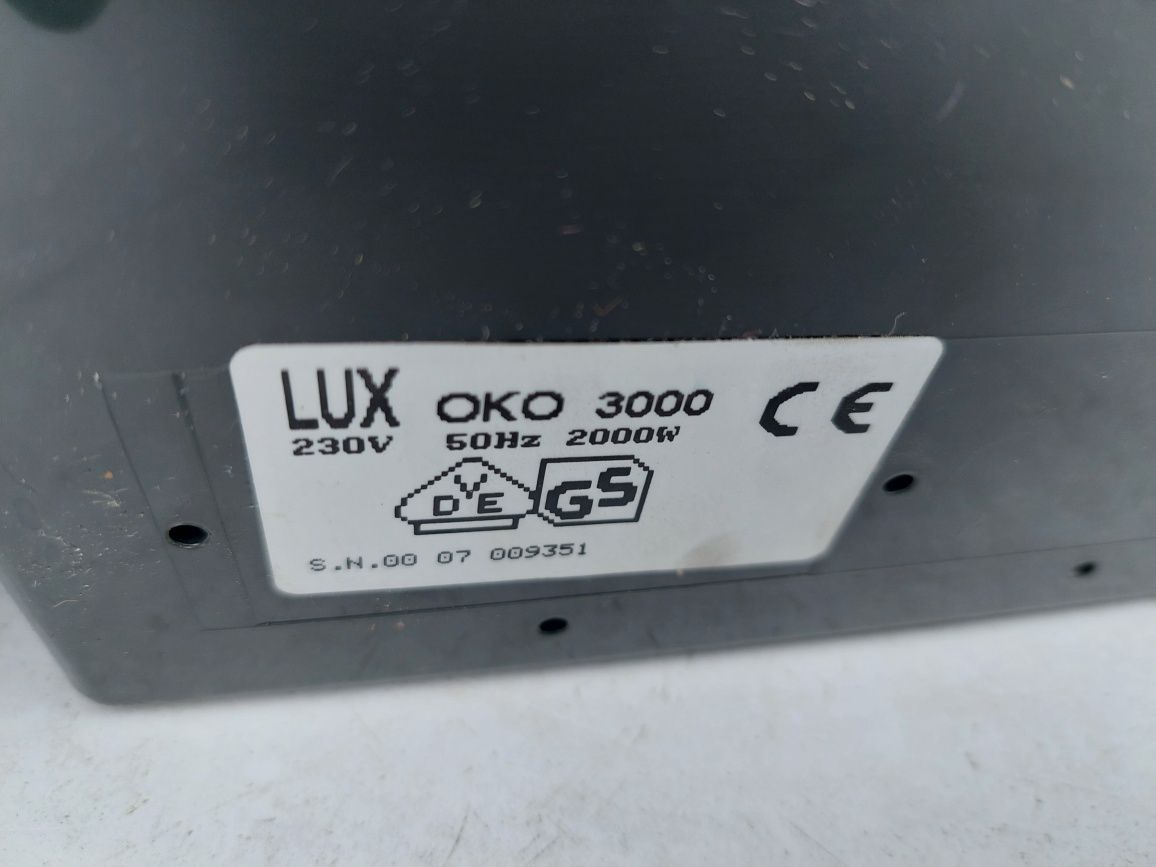 LUX OKO 3000 CE
230V 50Hz 2000W
VDE GS
S.N.00 07 009351